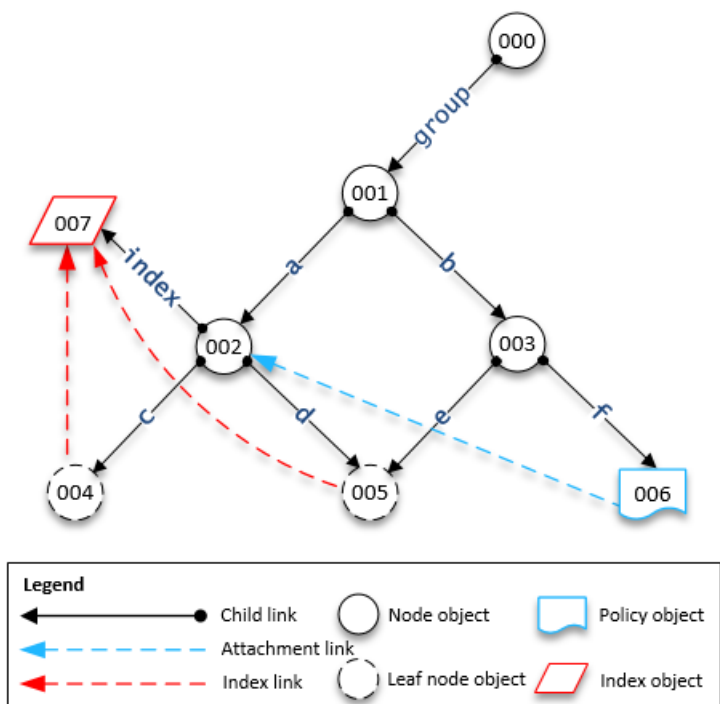 000
group
001
007
a
b
index
002
003
c
d
e
f
004
005
006
Legend
Child link
Node object
Policy object
Attachment link
Index link
Leaf node object
Index object